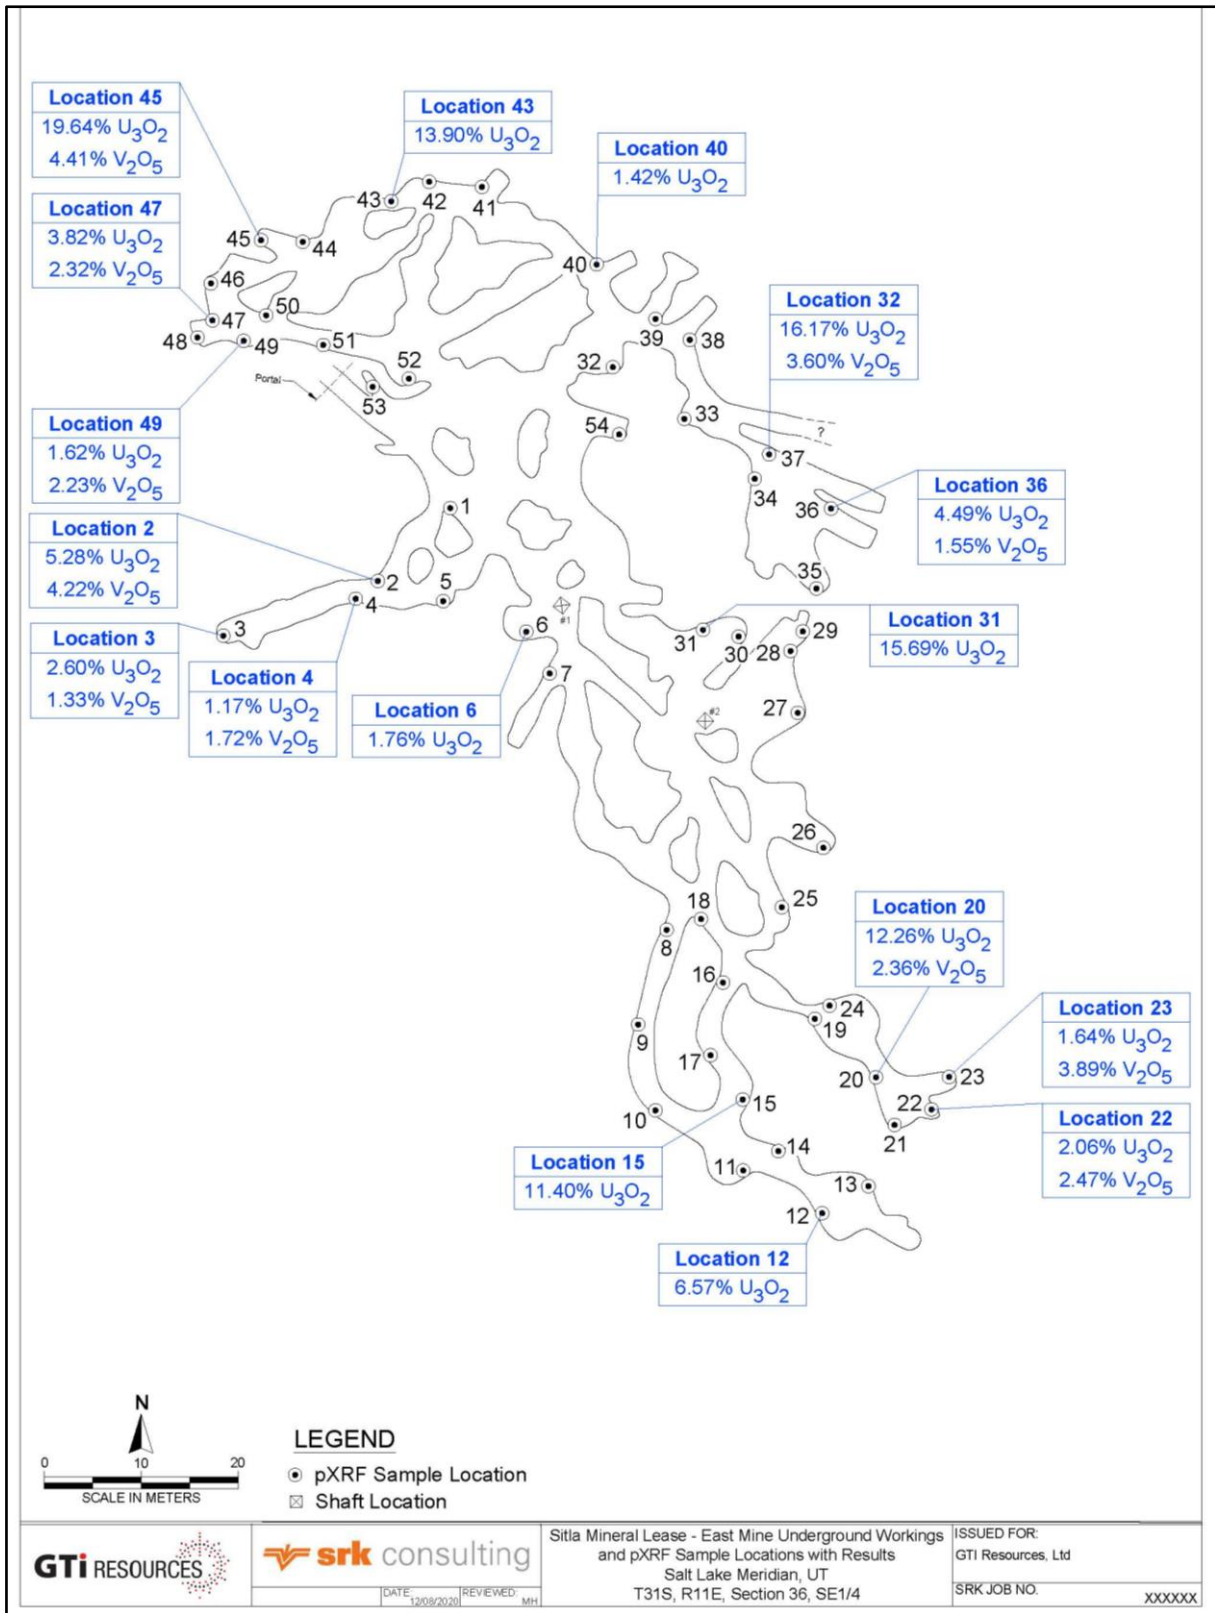 Location 45
19.64% U3O2
4.41% V2O5
Location 43
13.90% U3O2
Location 40
1.42% U3O2
Location 47
3.82% U3O2
2.32% V2O5
Location 32
16.17% U3O2
3.60% V2O5
Location 49
1.62% U3O2
2.23% V2O5
Location 36
4.49% U3O2
1.55% V2O5
Location 2
5.28% U3O2
4.22% V2O5
Location 3
2.60% U3O2
1.33% V2O5
Location 4
1.17% U3O2
1.72% V2O5
Location 6
1.76% U3O2
Location 31
15.69% U3O2
Location 20
12.26% U3O2
2.36% V2O5
Location 23
1.64% U3O2
3.89% V2O5
Location 22
2.06% U3O2
2.47% V2O5
Location 15
11.40% U3O2
Location 12
6.57% U3O2
43
42
41
45
44
40
46
50
47
48
49
51
52
53
Portal
39
38
32
33
54
37
?
34
36
35
1
2
5
4
3
6
#1
7
31
30
29
28
27
#2
26
25
18
8
16
24
19
9
17
20
23
22
21
10
15
14
11
13
12
N
0 10 20
SCALE IN METERS
LEGEND
pXRF Sample Location
Shaft Location
GTi RESOURCES
srk consulting
DATE: 12/08/2020
REVIEWED: MH
Sitla Mineral Lease - East Mine Underground Workings
and pXRF Sample Locations with Results
Salt Lake Meridian, UT
T31S, R11E, Section 36, SE1/4
ISSUED FOR:
GTI Resources, Ltd
SRK JOB NO.
XXXXXX